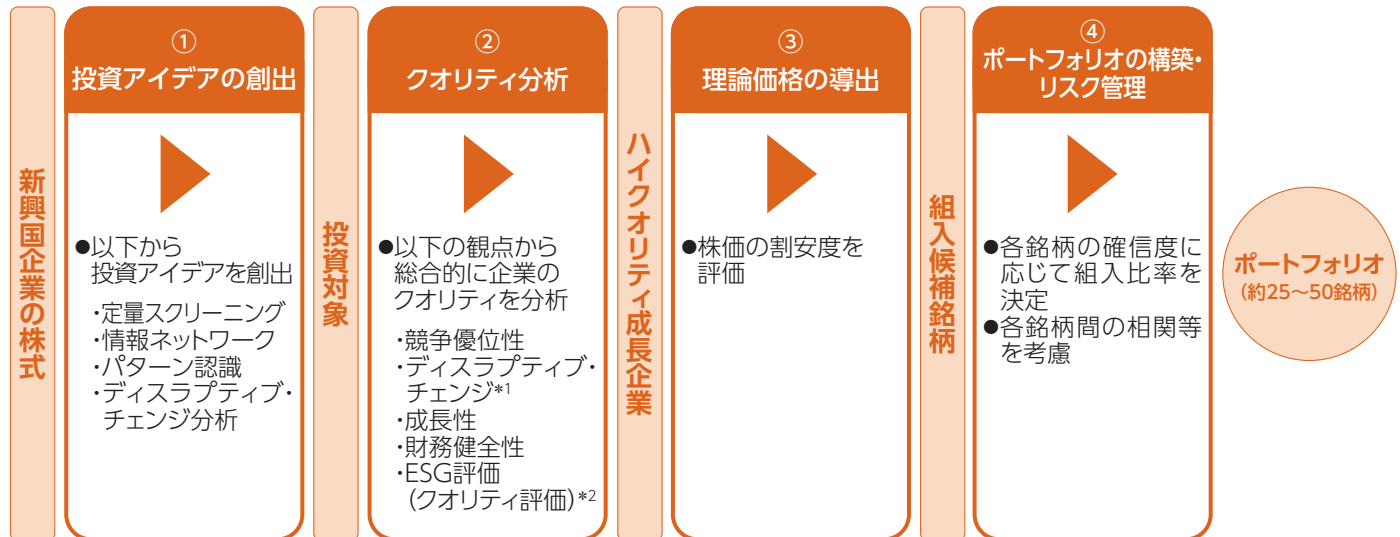 新興国企業の株式
①
投資アイデアの創出
●以下から
投資アイデアを創出
・定量スクリーニング
・情報ネットワーク
・パターン認識
・ディスラプティブ・
チェンジ分析
投資対象
②
クオリティ分析
●以下の観点から
総合的に企業の
クオリティを分析
・競争優位性
・ディスラプティブ・
チェンジ*1
・成長性
・財務健全性
・ESG評価
(クオリティ評価)*2
ハイクオリティ成長企業
③
理論価格の導出
●株価の割安度を
評価
組入候補銘柄
④
ポートフォリオの構築・
リスク管理
●各銘柄の確信度に
応じて組入比率を
決定
●各銘柄間の相関等
を考慮
ポートフォリオ
(約25～50銘柄)